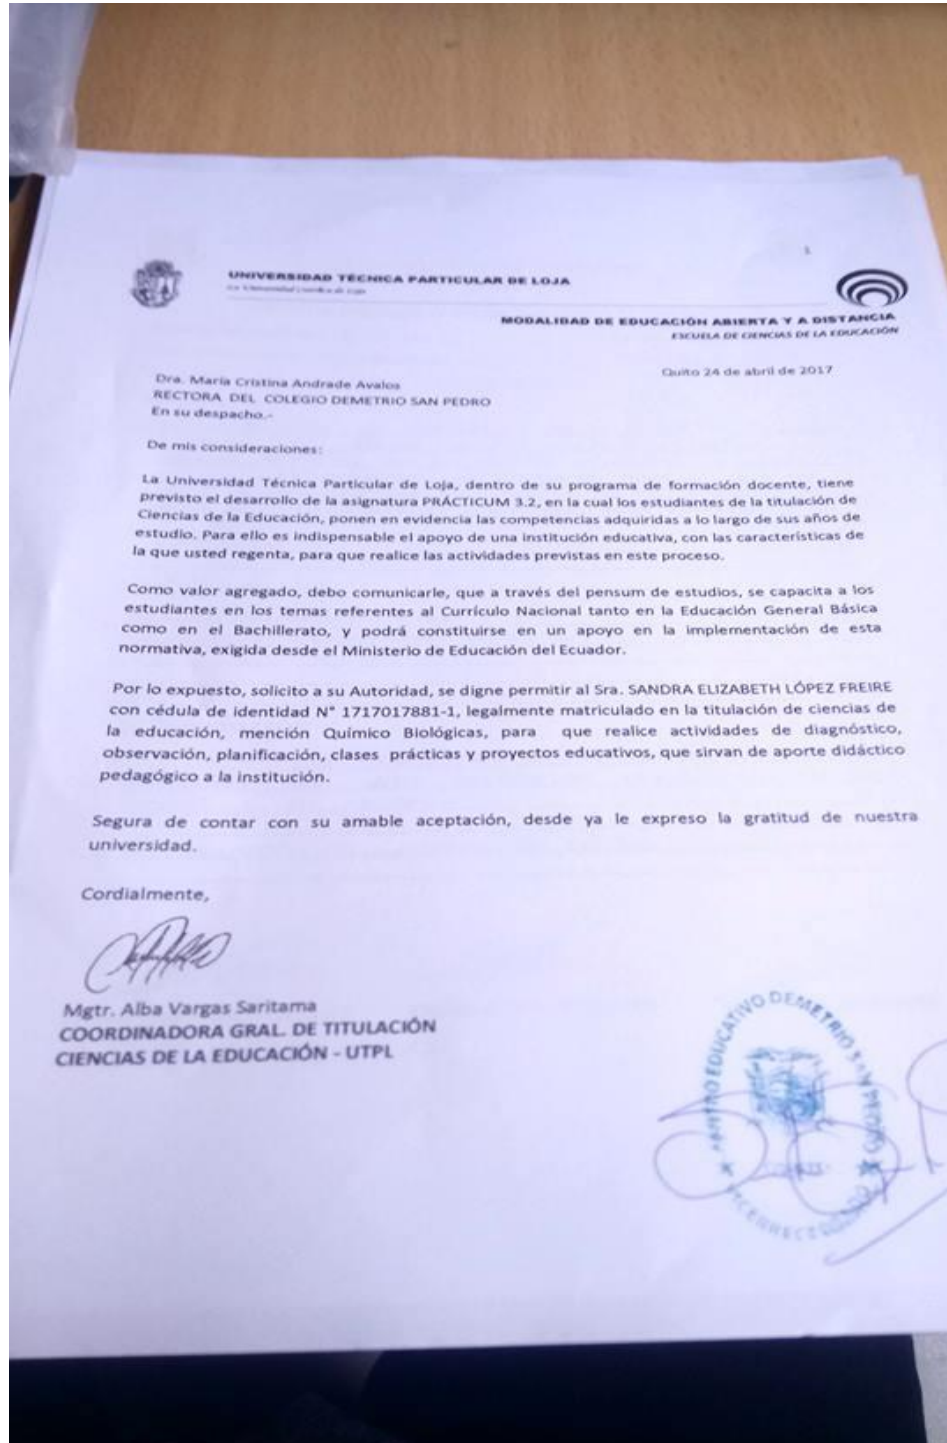 1
UNIVERSIDAD TÉCNICA PARTICULAR DE LOJA
La Universidad Católica de Loja
MODALIDAD DE EDUCACIÓN ABIERTA Y A DISTANCIA
ESCUELA DE CIENCIAS DE LA EDUCACIÓN
Quito 24 de abril de 2017
Dra. María Cristina Andrade Avalos
RECTORA DEL COLEGIO DEMETRIO SAN PEDRO
En su despacho.-
De mis consideraciones:
La Universidad Técnica Particular de Loja, dentro de su programa de formación docente, tiene
previsto el desarrollo de la asignatura PRÁCTICUM 3.2, en la cual los estudiantes de la titulación de
Ciencias de la Educación, ponen en evidencia las competencias adquiridas a lo largo de sus años de
estudio. Para ello es indispensable el apoyo de una institución educativa, con las características de
la que usted regenta, para que realice las actividades previstas en este proceso.
Como valor agregado, debo comunicarle, que a través del pensum de estudios, se capacita a los
estudiantes en los temas referentes al Currículo Nacional tanto en la Educación General Básica
como en el Bachillerato, y podrá constituirse en un apoyo en la implementación de esta
normativa, exigida desde el Ministerio de Educación del Ecuador.
Por lo expuesto, solicito a su Autoridad, se digne permitir al Sra. SANDRA ELIZABETH LÓPEZ FREIRE
con cédula de identidad N° 1717017881-1, legalmente matriculado en la titulación de ciencias de
la educación, mención Químico Biológicas, para que realice actividades de diagnóstico,
observación, planificación, clases prácticas y proyectos educativos, que sirvan de aporte didáctico
pedagógico a la institución.
Segura de contar con su amable aceptación, desde ya le expreso la gratitud de nuestra
universidad.
Cordialmente,
Mgtr. Alba Vargas Saritama
COORDINADORA GRAL. DE TITULACIÓN
CIENCIAS DE LA EDUCACIÓN - UTPL
CENTRO EDUCATIVO DEMETRIO SAN PEDRO
VICERRECTORADO